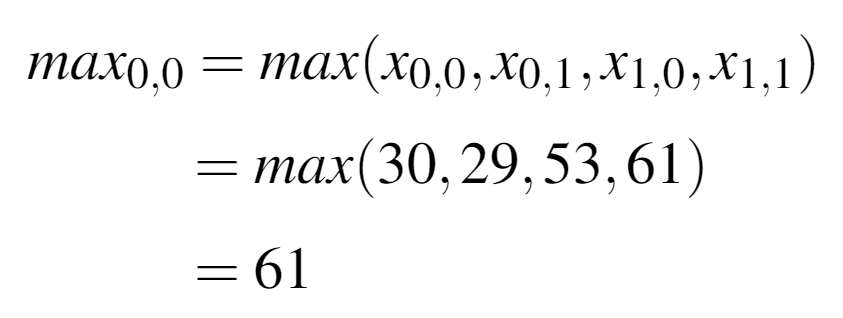 max0,0 = max(x0,0, x0,1, x1,0, x1,1)
= max(30, 29, 53, 61)
= 61